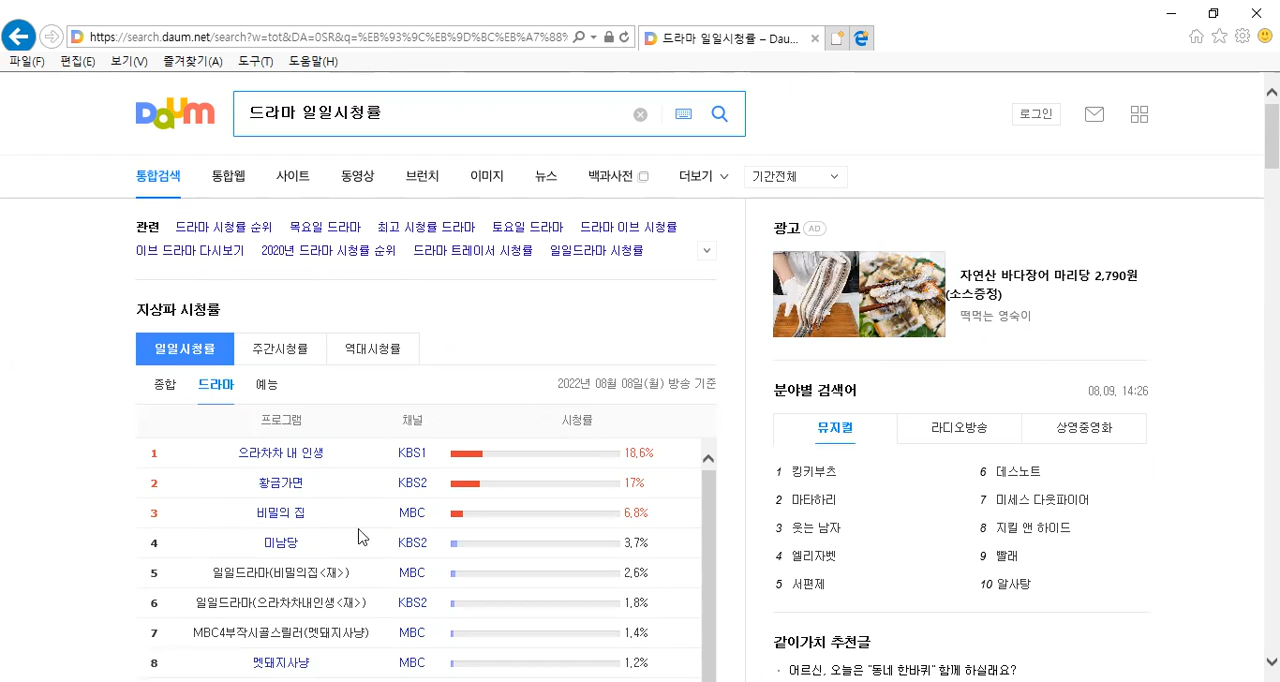 https://search.daum.net/search?w=tot&DA=0SR&q=%EB%93%9C%EB%9D%BC%EB%A7%88%
드라마 일일시청률 – Dau...
파일(F) 편집(E) 보기(V) 즐겨찾기(A) 도구(T) 도움말(H)
Daum
드라마 일일시청률
로그인
통합검색 통합웹 사이트 동영상 브런치 이미지 뉴스 백과사전 더보기 기간전체
관련 드라마 시청률 순위 목요일 드라마 최고 시청률 드라마 토요일 드라마 드라마 이브 시청률
이브 드라마 다시보기 2020년 드라마 시청률 순위 드라마 트레이서 시청률 일일드라마 시청률
지상파 시청률
일일시청률 주간시청률 역대시청률
종합 드라마 예능 2022년 08월 08일(월) 방송 기준
프로그램 채널 시청률
1 으라차차 내 인생 KBS1 18.6%
2 황금가면 KBS2 17%
3 비밀의 집 MBC 6.8%
4 미남당 KBS2 3.7%
5 일일드라마(비밀의집<재>) MBC 2.6%
6 일일드라마(으라차차내인생<재>) KBS2 1.8%
7 MBC4부작시골스릴러(멧돼지사냥) MBC 1.4%
8 멧돼지사냥 MBC 1.2%
광고 AD
자연산 바다장어 마리당 2,790원
(소스증정)
떡먹는 영숙이
분야별 검색어 08.09. 14:26
뮤지컬 라디오방송 상영중영화
1 킹키부츠
2 마타하리
3 웃는 남자
4 엘리자벳
5 서편제
6 데스노트
7 미세스 다웃파이어
8 지킬 앤 하이드
9 빨래
10 알사탕
같이가치 추천글
· 어르신, 오늘은 "동네 한바퀴" 함께 하실래요?